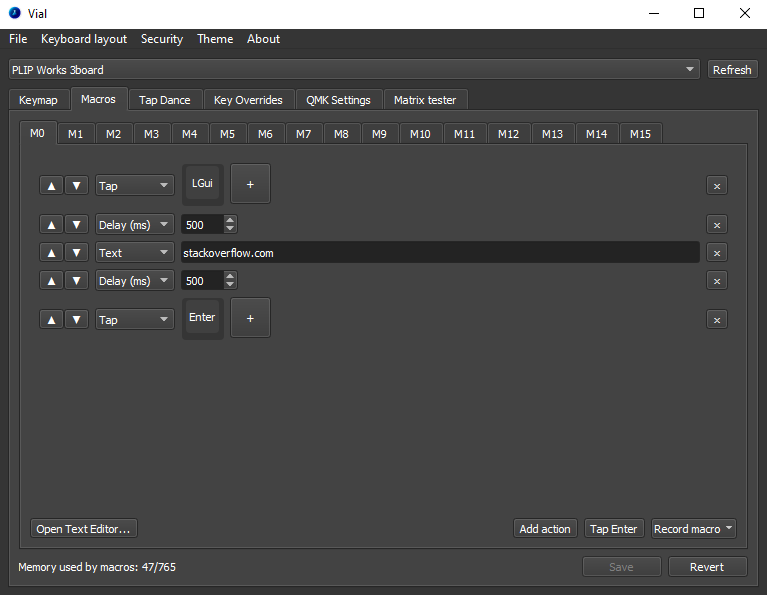 Vial
File Keyboard layout Security Theme About
PLIP Works 3board Refresh
Keymap Macros Tap Dance Key Overrides QMK Settings Matrix tester
M0 M1 M2 M3 M4 M5 M6 M7 M8 M9 M10 M11 M12 M13 M14 M15
▲ ▼ Tap LGui + ×
▲ ▼ Delay (ms) 500 ×
▲ ▼ Text stackoverflow.com ×
▲ ▼ Delay (ms) 500 ×
▲ ▼ Tap Enter + ×
Open Text Editor... Add action Tap Enter Record macro
Memory used by macros: 47/765 Save Revert